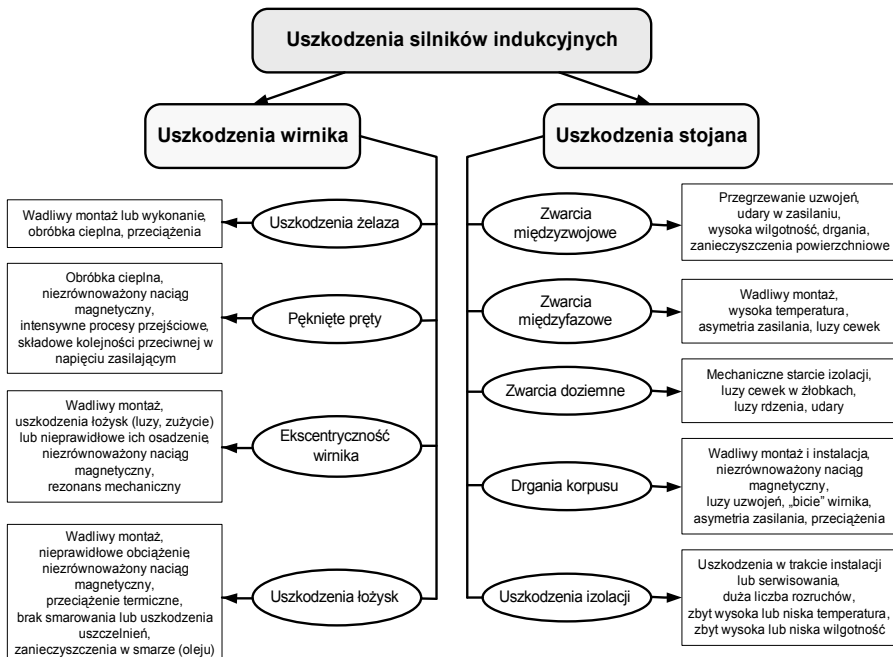 Uszkodzenia silników indukcyjnych
Uszkodzenia wirnika
Uszkodzenia żelaza
Wadliwy montaż lub wykonanie,
obróbka cieplna, przeciążenia
Pęknięte pręty
Obróbka cieplna,
niezrównoważony naciąg
magnetyczny,
intensywne procesy przejściowe,
składowe kolejności przeciwnej w
napięciu zasilającym
Ekscentryczność
wirnika
Wadliwy montaż,
uszkodzenia łożysk (luzy, zużycie)
lub nieprawidłowe ich osadzenie,
niezrównoważony naciąg
magnetyczny,
rezonans mechaniczny
Uszkodzenia łożysk
Wadliwy montaż,
nieprawidłowe obciążenie,
niezrównoważony naciąg
magnetyczny,
przeciążenie termiczne,
brak smarowania lub uszkodzenia
uszczelnień,
zanieczyszczenia w smarze (oleju)
Uszkodzenia stojana
Zwarcia
międzyzwojowe
Przegrzewanie uzwojeń,
udary w zasilaniu,
wysoka wilgotność, drgania,
zanieczyszczenia powierzchniowe
Zwarcia
międzyfazowe
Wadliwy montaż,
wysoka temperatura,
asymetria zasilania, luzy cewek
Zwarcia doziemne
Mechaniczne starcie izolacji,
luzy cewek w żłobkach,
luzy rdzenia, udary
Drgania korpusu
Wadliwy montaż i instalacja,
niezrównoważony naciąg
magnetyczny,
luzy uzwojeń, „bicie” wirnika,
asymetria zasilania, przeciążenia
Uszkodzenia izolacji
Uszkodzenia w trakcie instalacji
lub serwisowania,
duża liczba rozruchów,
zbyt wysoka lub niska temperatura,
zbyt wysoka lub niska wilgotność